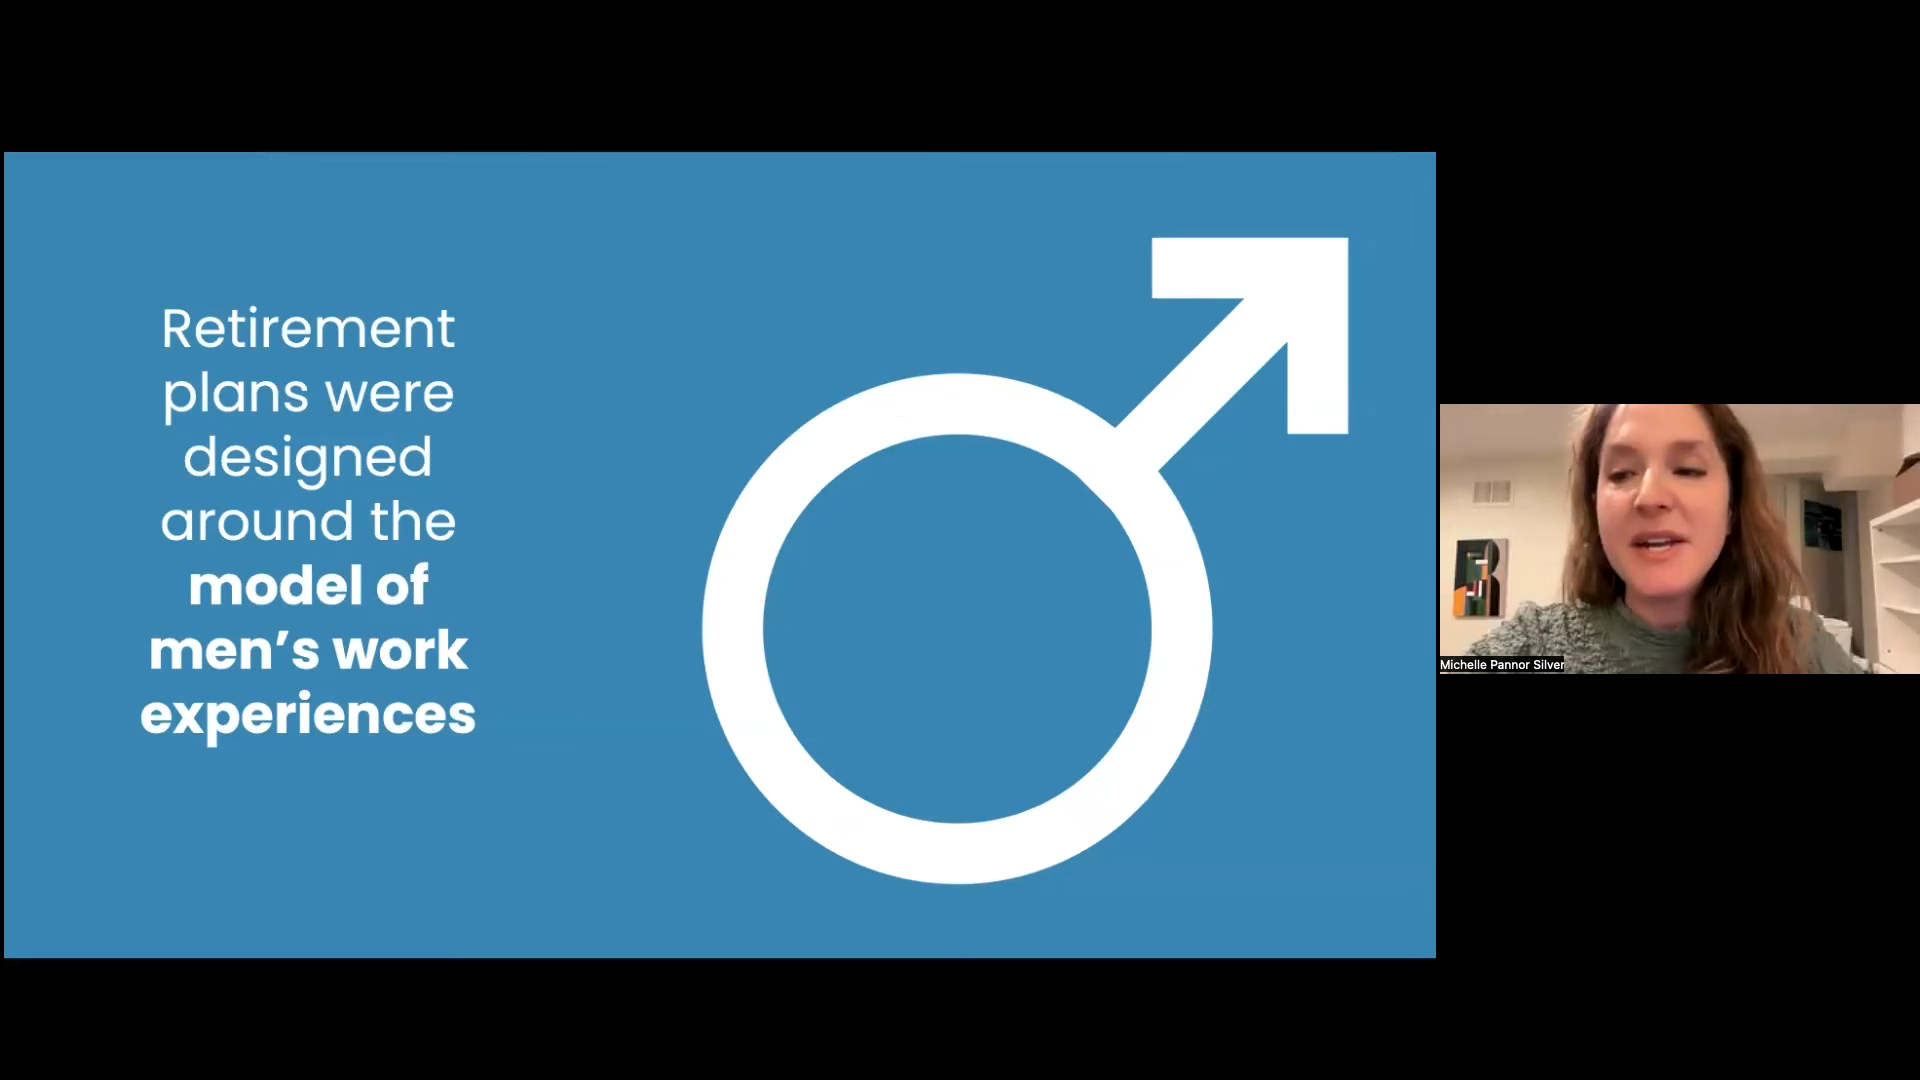 Retirement
plans were
designed
around the
model of
men’s work
experiences
Michelle Pannor Silver